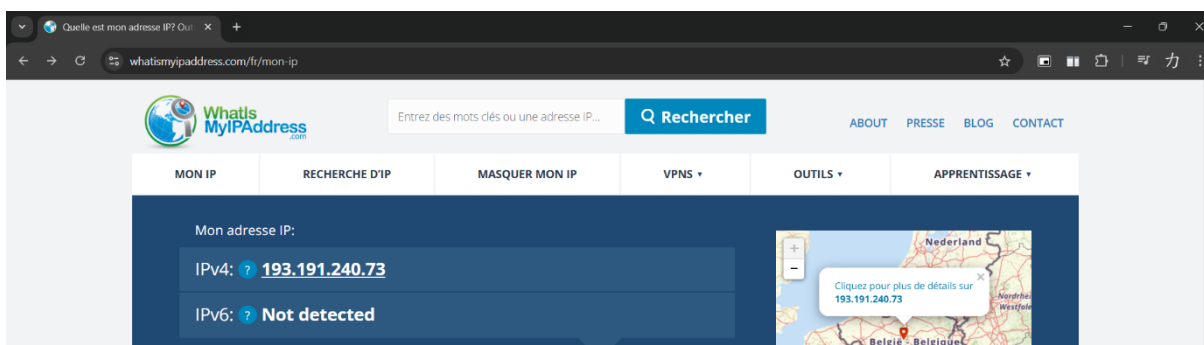 Quelle est mon adresse IP? Out
whatismyipaddress.com/fr/mon-ip
力
WhatIs
MyIPAddress
.com
Entrez des mots clés ou une adresse IP...
Rechercher
ABOUT PRESSE BLOG CONTACT
MON IP RECHERCHE D'IP MASQUER MON IP VPNS OUTILS APPRENTISSAGE
Mon adresse IP:
IPv4: ? 193.191.240.73
IPv6: ? Not detected
+
−
Nederland
Cliquez pour plus de détails sur
193.191.240.73
×
Nordrhei
Westfale
België - Belgique